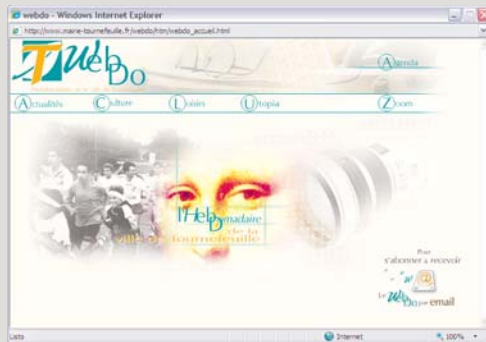 webdo - Windows Internet Explorer
http://www.mairie-tournefeuille.fr/webdo/htm/webdo_accueil.html
T WebDo
Agenda
Actualités Culture Loisirs Utopia Zoom
l'HebDomadaire
de la
ville de tournefeuille
Pour
s'abonner à recevoir
Le WebDo par email
Listo Internet 100%